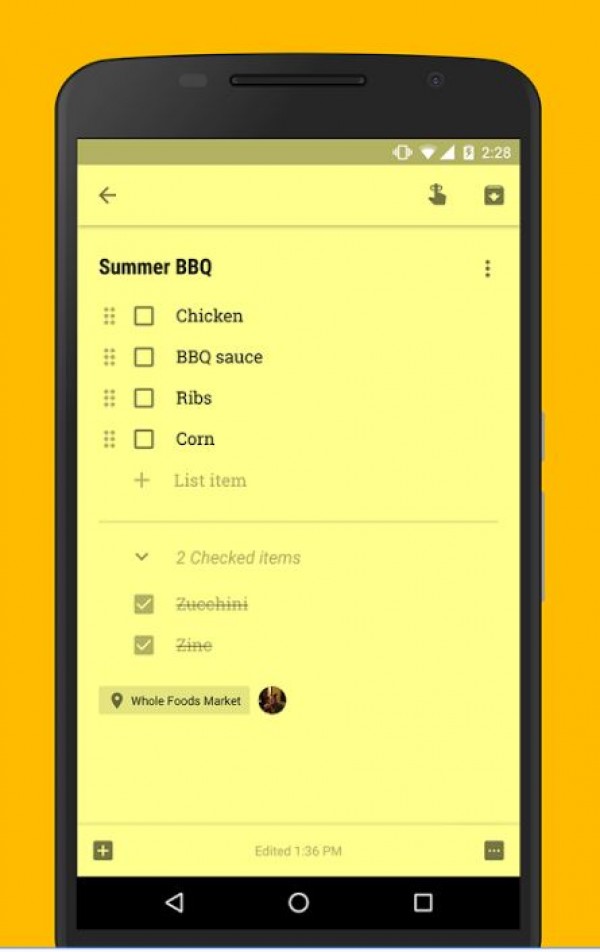 2:28
Summer BBQ
Chicken
BBQ sauce
Ribs
Corn
List item
2 Checked items
Zucchini
Zinc
Whole Foods Market
Edited 1:36 PM